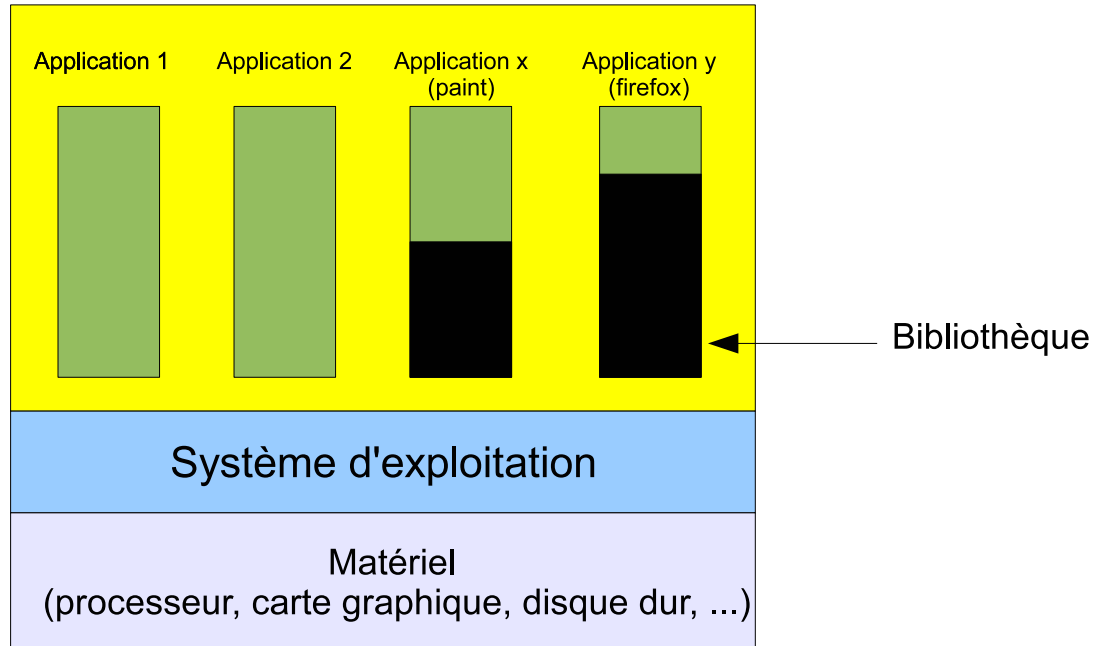 Application 1
Application 2
Application x
(paint)
Application y
(firefox)
Bibliothèque
Système d'exploitation
Matériel
(processeur, carte graphique, disque dur, ...)